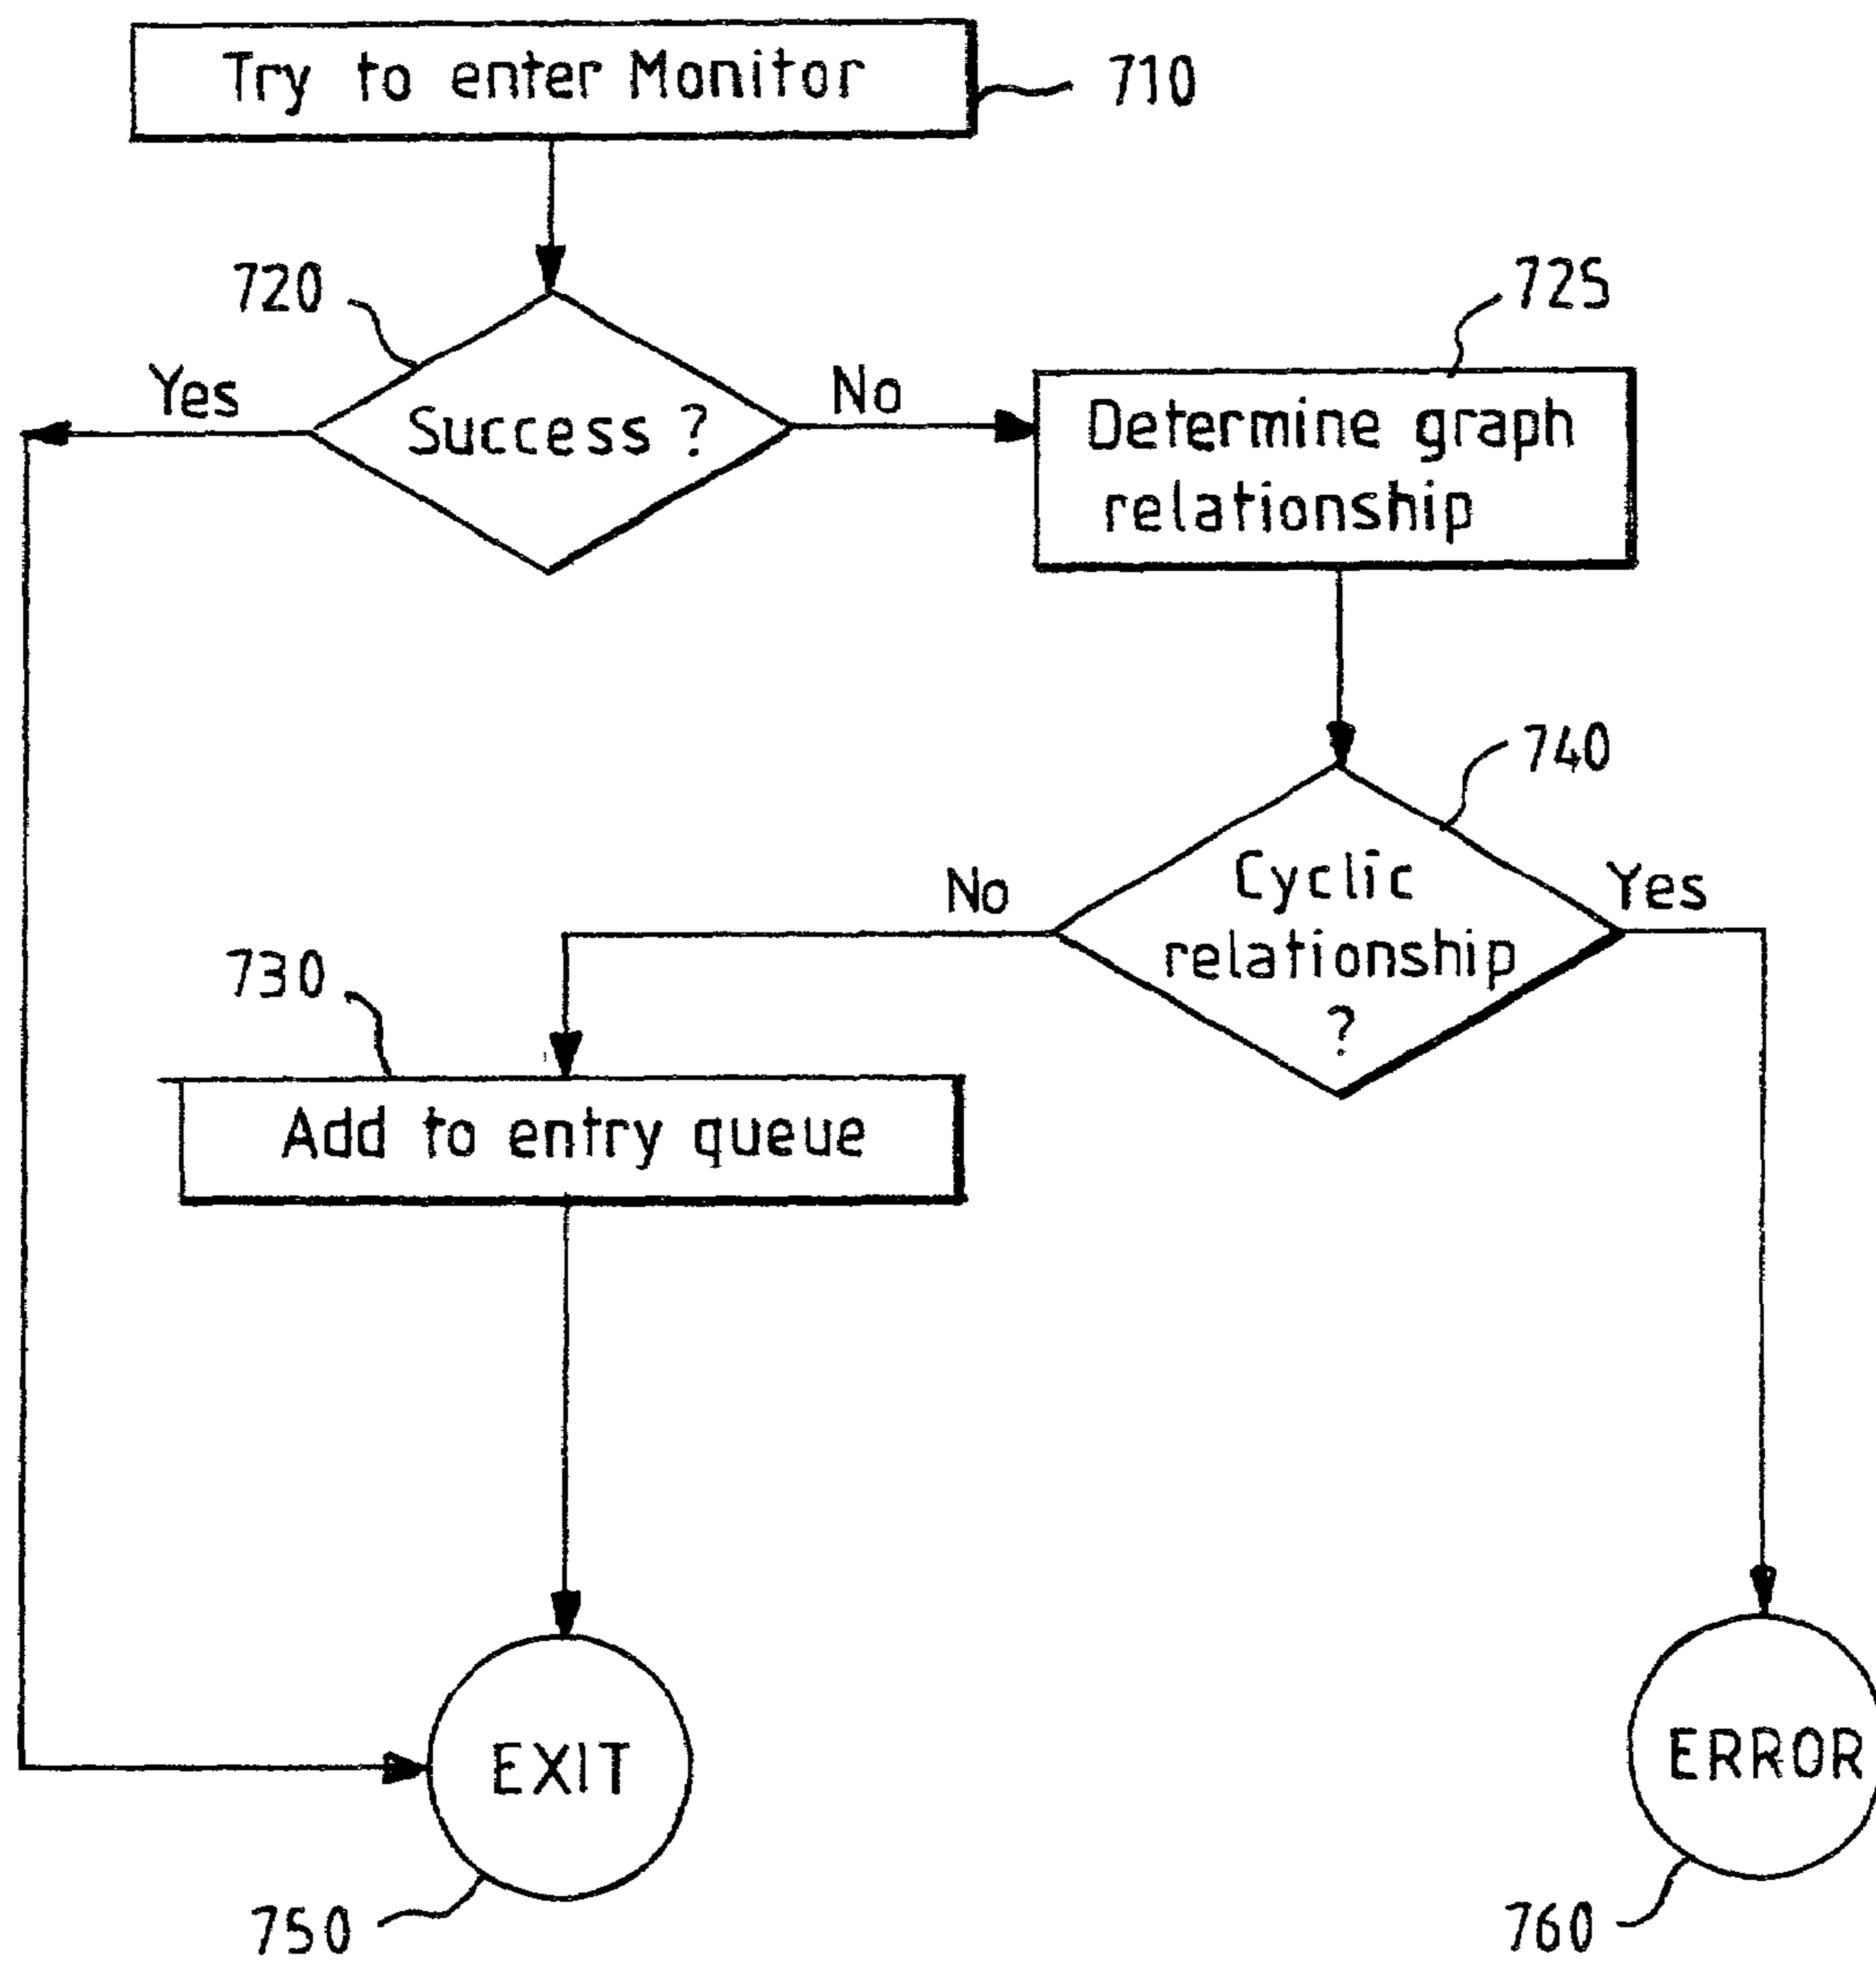 Try to enter Monitor
710
720
725
Yes
Success ?
No
Determine graph
relationship
740
No
Cyclic
relationship
?
Yes
730
Add to entry queue
EXIT
ERROR
750
760